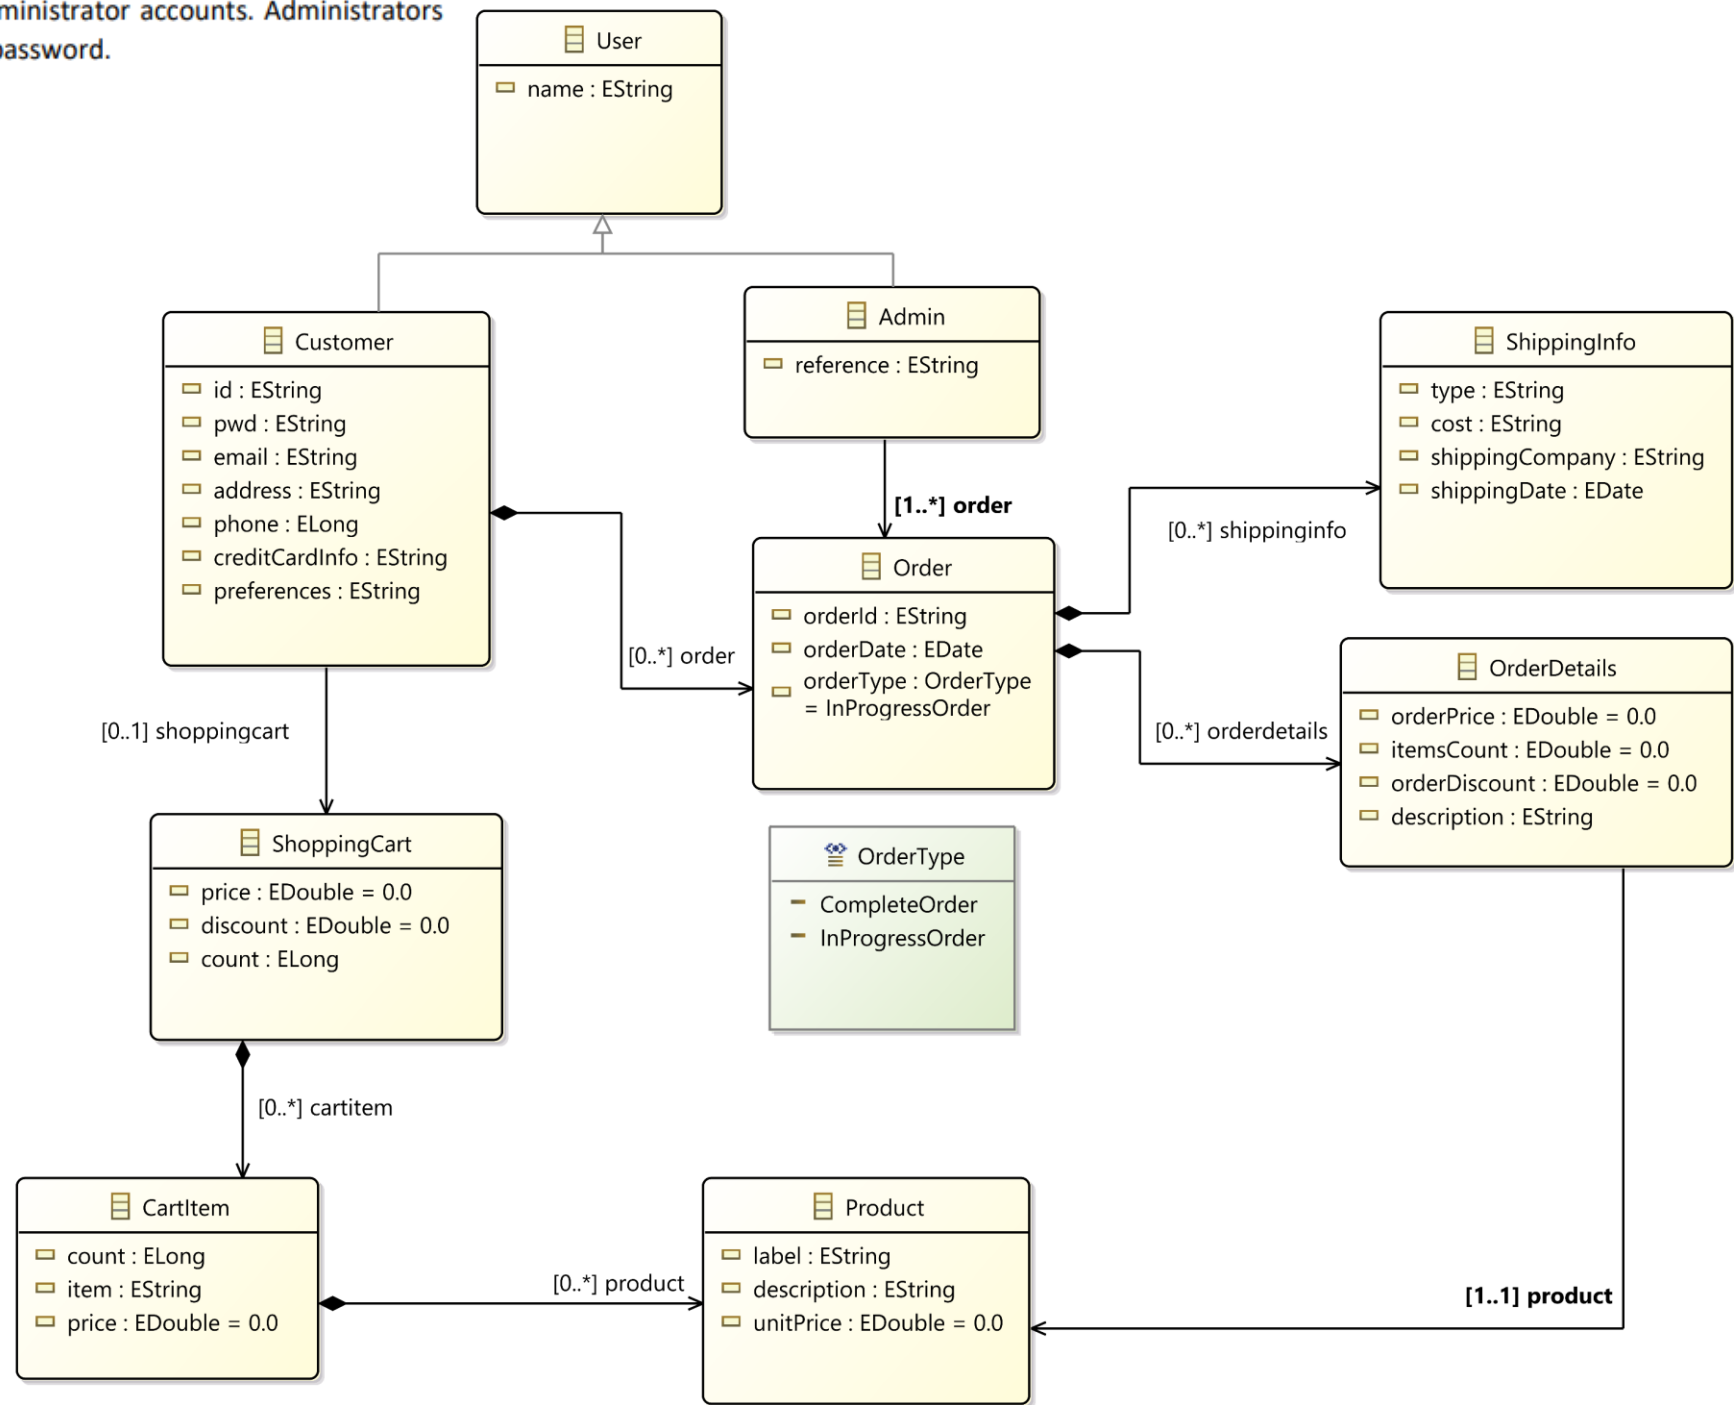 administrator accounts. Administrators
password.
User
name : EString
Customer
id : EString
pwd : EString
email : EString
address : EString
phone : ELong
creditCardInfo : EString
preferences : EString
Admin
reference : EString
[1..*] order
ShippingInfo
type : EString
cost : EString
shippingCompany : EString
shippingDate : EDate
[0..*] shippinginfo
Order
orderId : EString
orderDate : EDate
orderType : OrderType
= InProgressOrder
[0..*] order
OrderDetails
orderPrice : EDouble = 0.0
itemsCount : EDouble = 0.0
orderDiscount : EDouble = 0.0
description : EString
[0..*] orderdetails
[0..1] shoppingcart
ShoppingCart
price : EDouble = 0.0
discount : EDouble = 0.0
count : ELong
OrderType
CompleteOrder
InProgressOrder
[0..*] cartitem
CartItem
count : ELong
item : EString
price : EDouble = 0.0
[0..*] product
Product
label : EString
description : EString
unitPrice : EDouble = 0.0
[1..1] product